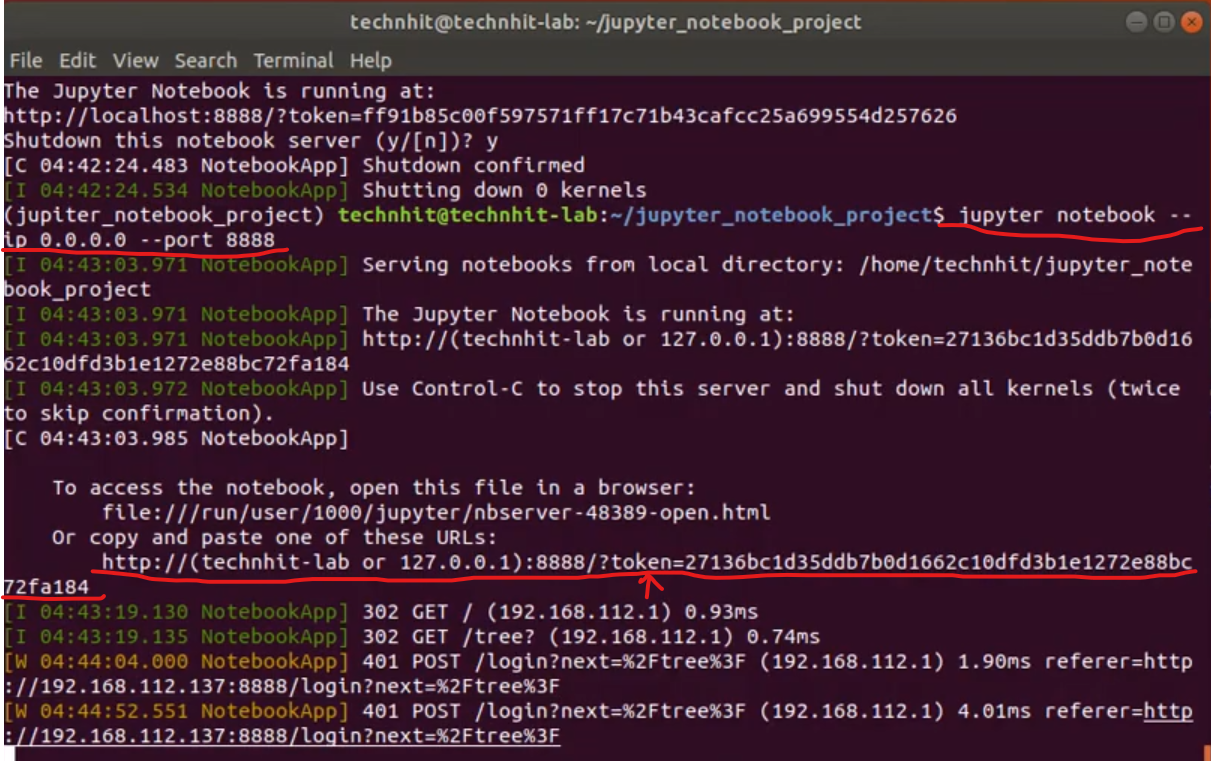 technhit@technhit-lab: ~/jupyter_notebook_project
File Edit View Search Terminal Help
The Jupyter Notebook is running at:
http://localhost:8888/?token=ff91b85c00f597571ff17c71b43cafcc25a699554d257626
Shutdown this notebook server (y/[n])? y
[C 04:42:24.483 NotebookApp] Shutdown confirmed
[I 04:42:24.534 NotebookApp] Shutting down 0 kernels
(jupiter_notebook_project) technhit@technhit-lab:~/jupyter_notebook_project$ jupyter notebook --
ip 0.0.0.0 --port 8888
[I 04:43:03.971 NotebookApp] Serving notebooks from local directory: /home/technhit/jupyter_note
book_project
[I 04:43:03.971 NotebookApp] The Jupyter Notebook is running at:
[I 04:43:03.971 NotebookApp] http://(technhit-lab or 127.0.0.1):8888/?token=27136bc1d35ddb7b0d16
62c10dfd3b1e1272e88bc72fa184
[I 04:43:03.972 NotebookApp] Use Control-C to stop this server and shut down all kernels (twice
to skip confirmation).
[C 04:43:03.985 NotebookApp]
To access the notebook, open this file in a browser:
file:///run/user/1000/jupyter/nbserver-48389-open.html
Or copy and paste one of these URLs:
http://(technhit-lab or 127.0.0.1):8888/?token=27136bc1d35ddb7b0d1662c10dfd3b1e1272e88bc
72fa184
[I 04:43:19.130 NotebookApp] 302 GET / (192.168.112.1) 0.93ms
[I 04:43:19.135 NotebookApp] 302 GET /tree? (192.168.112.1) 0.74ms
[W 04:44:04.000 NotebookApp] 401 POST /login?next=%2Ftree%3F (192.168.112.1) 1.90ms referer=http
://192.168.112.137:8888/login?next=%2Ftree%3F
[W 04:44:52.551 NotebookApp] 401 POST /login?next=%2Ftree%3F (192.168.112.1) 4.01ms referer=http
://192.168.112.137:8888/login?next=%2Ftree%3F